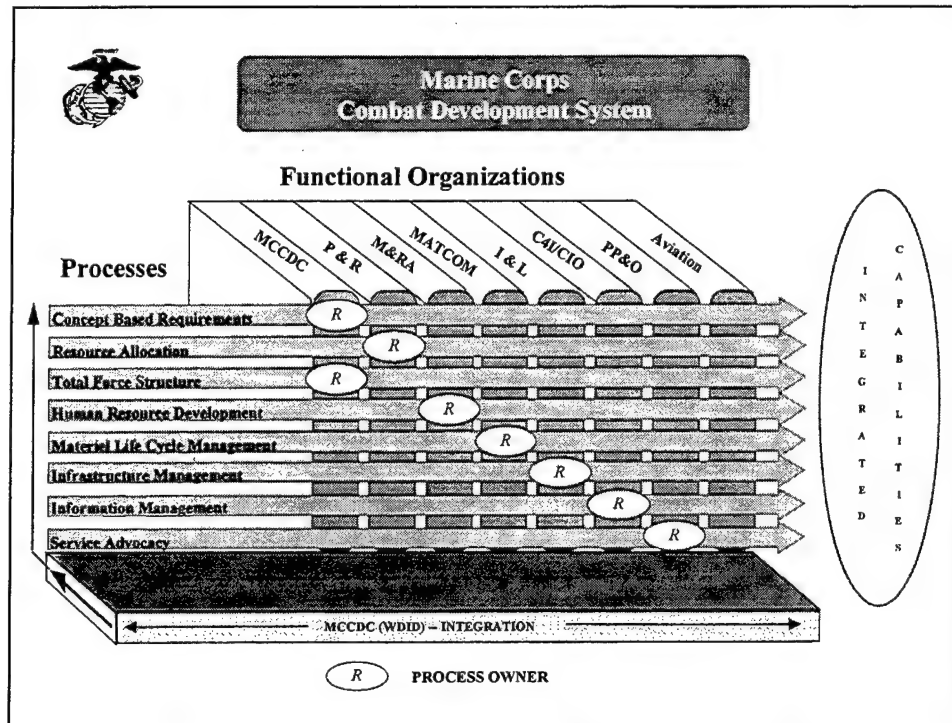 Marine Corps
Combat Development System
Functional Organizations
MCCDC
P & R
M&RA
MATCOM
I & L
C4I/CIO
PP&O
Aviation
Processes
Concept Based Requirements
R
Resource Allocation
R
Total Force Structure
R
Human Resource Development
R
Materiel Life Cycle Management
R
Infrastructure Management
R
Information Management
R
Service Advocacy
R
INTEGRATED
CAPABILITIES
MCCDC (WDID) – INTEGRATION
R PROCESS OWNER